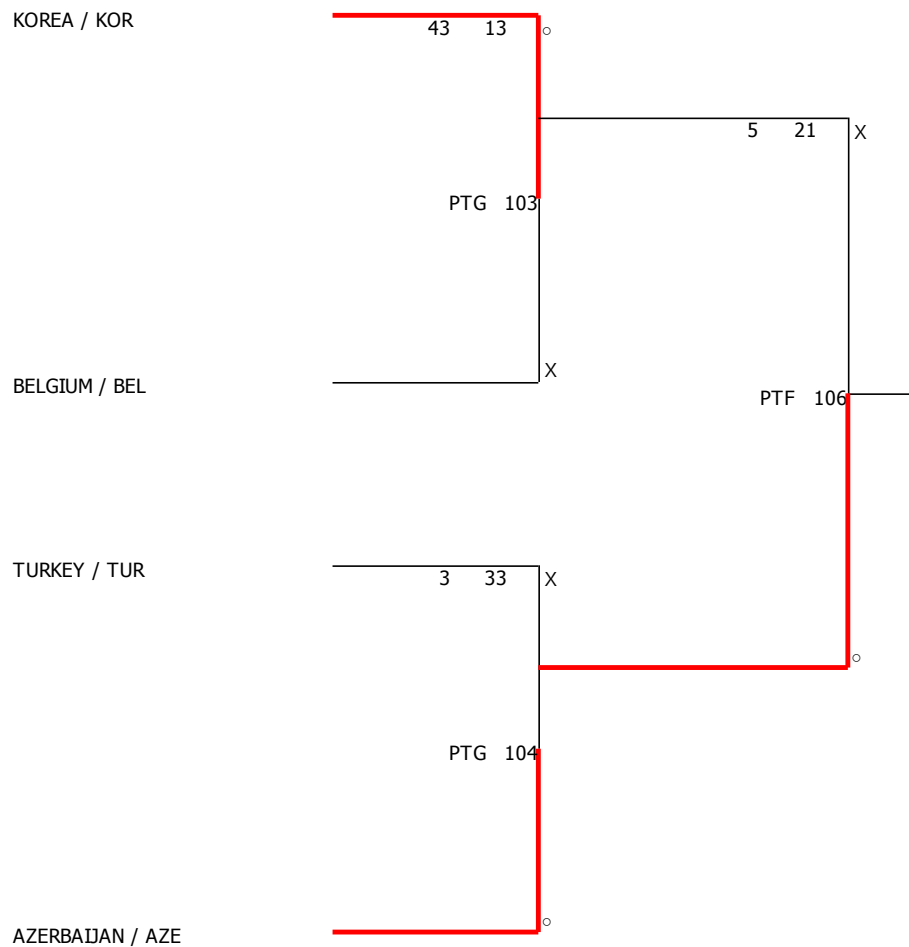 KOREA / KOR
43 13 ○
5 21 X
PTG 103
BELGIUM / BEL
X
PTF 106
TURKEY / TUR
3 33 X
○
PTG 104
AZERBAIJAN / AZE
○